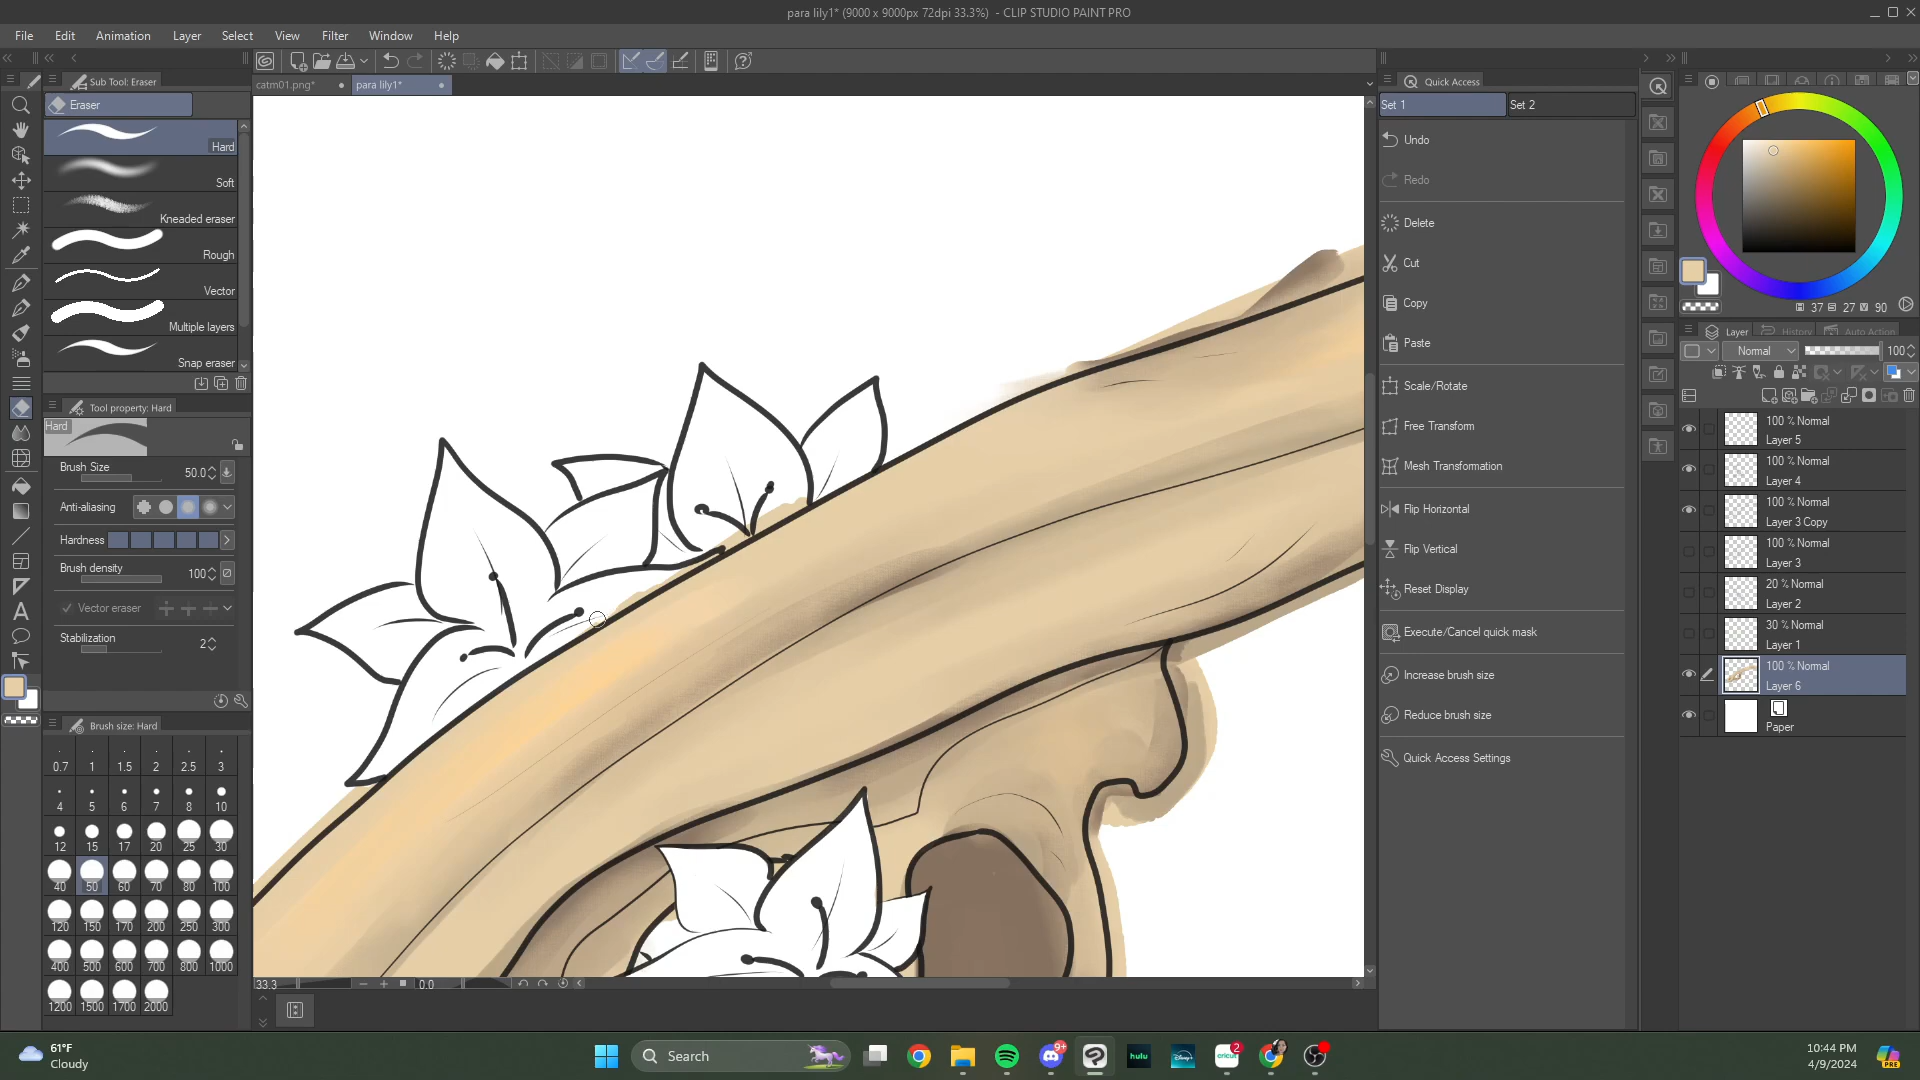 para lily1* (9000 x 9000px 72dpi 33.3%)  - CLIP STUDIO PAINT PRO
File Edit Animation Layer Select View Filter Window Help
Sub Tool: Eraser
Eraser
Hard
Soft
Kneaded eraser
Rough
Vector
Multiple layers
Snap eraser
Tool property: Hard
Hard
Brush Size 50.0
Anti-aliasing
Hardness
Brush density 100
Vector eraser
Stabilization 2
Brush size: Hard
0.7 1 1.5 2 2.5 3
4 5 6 7 8 10
12 15 17 20 25 30
40 50 60 70 80 100
120 150 170 200 250 300
400 500 600 700 800 1000
1200 1500 1700 2000
catm01.png* para lily1*
33.3 0.0
Quick Access
Set 1 Set 2
Undo
Redo
Delete
Cut
Copy
Paste
Scale/Rotate
Free Transform
Mesh Transformation
Flip Horizontal
Flip Vertical
Reset Display
Execute/Cancel quick mask
Increase brush size
Reduce brush size
Quick Access Settings
H 37 S 27 V 90
Layer History Auto Action
Normal 100
100 % Normal
Layer 5
100 % Normal
Layer 4
100 % Normal
Layer 3 Copy
100 % Normal
Layer 3
20 % Normal
Layer 2
30 % Normal
Layer 1
100 % Normal
Layer 6
Paper
61°F
Cloudy
Search
9+
hulu
Disney+
cricut
2
10:44 PM
4/9/2024
PRE